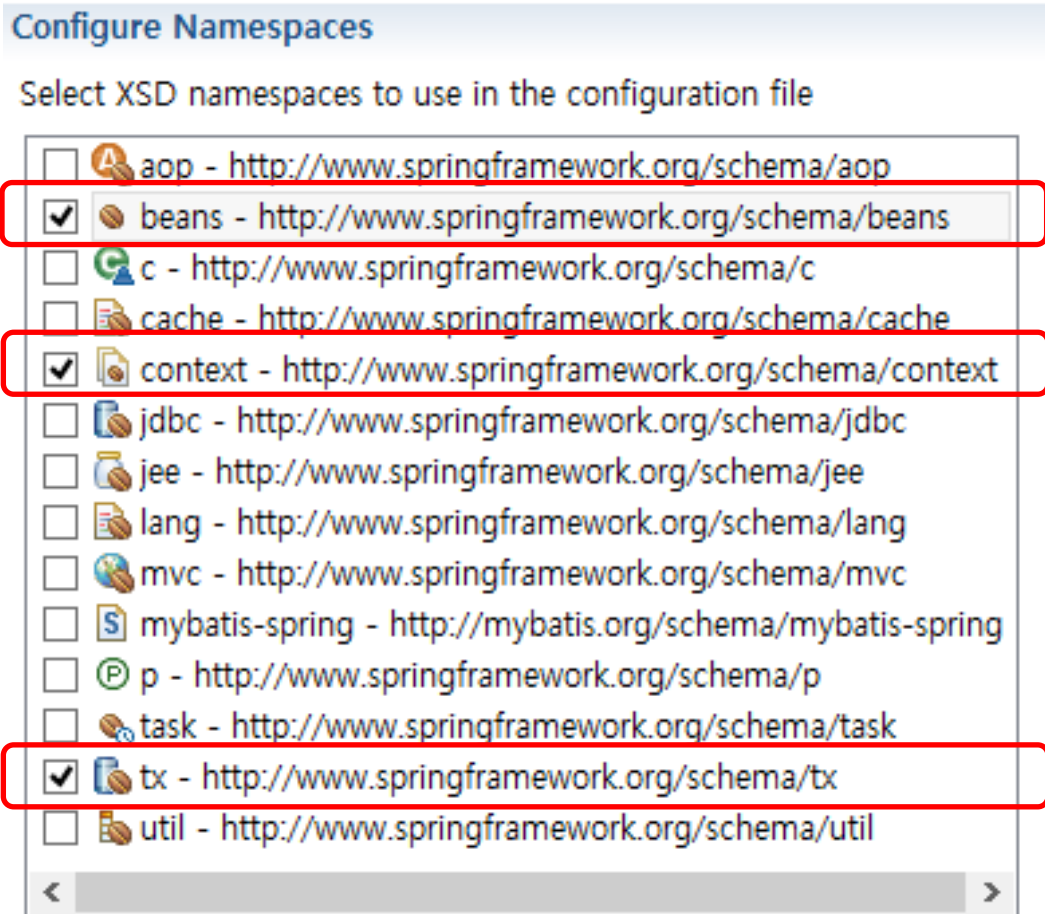 Configure Namespaces
Select XSD namespaces to use in the configuration file
aop - http://www.springframework.org/schema/aop
beans - http://www.springframework.org/schema/beans
c - http://www.springframework.org/schema/c
cache - http://www.springframework.org/schema/cache
context - http://www.springframework.org/schema/context
jdbc - http://www.springframework.org/schema/jdbc
jee - http://www.springframework.org/schema/jee
lang - http://www.springframework.org/schema/lang
mvc - http://www.springframework.org/schema/mvc
mybatis-spring - http://mybatis.org/schema/mybatis-spring
p - http://www.springframework.org/schema/p
task - http://www.springframework.org/schema/task
tx - http://www.springframework.org/schema/tx
util - http://www.springframework.org/schema/util